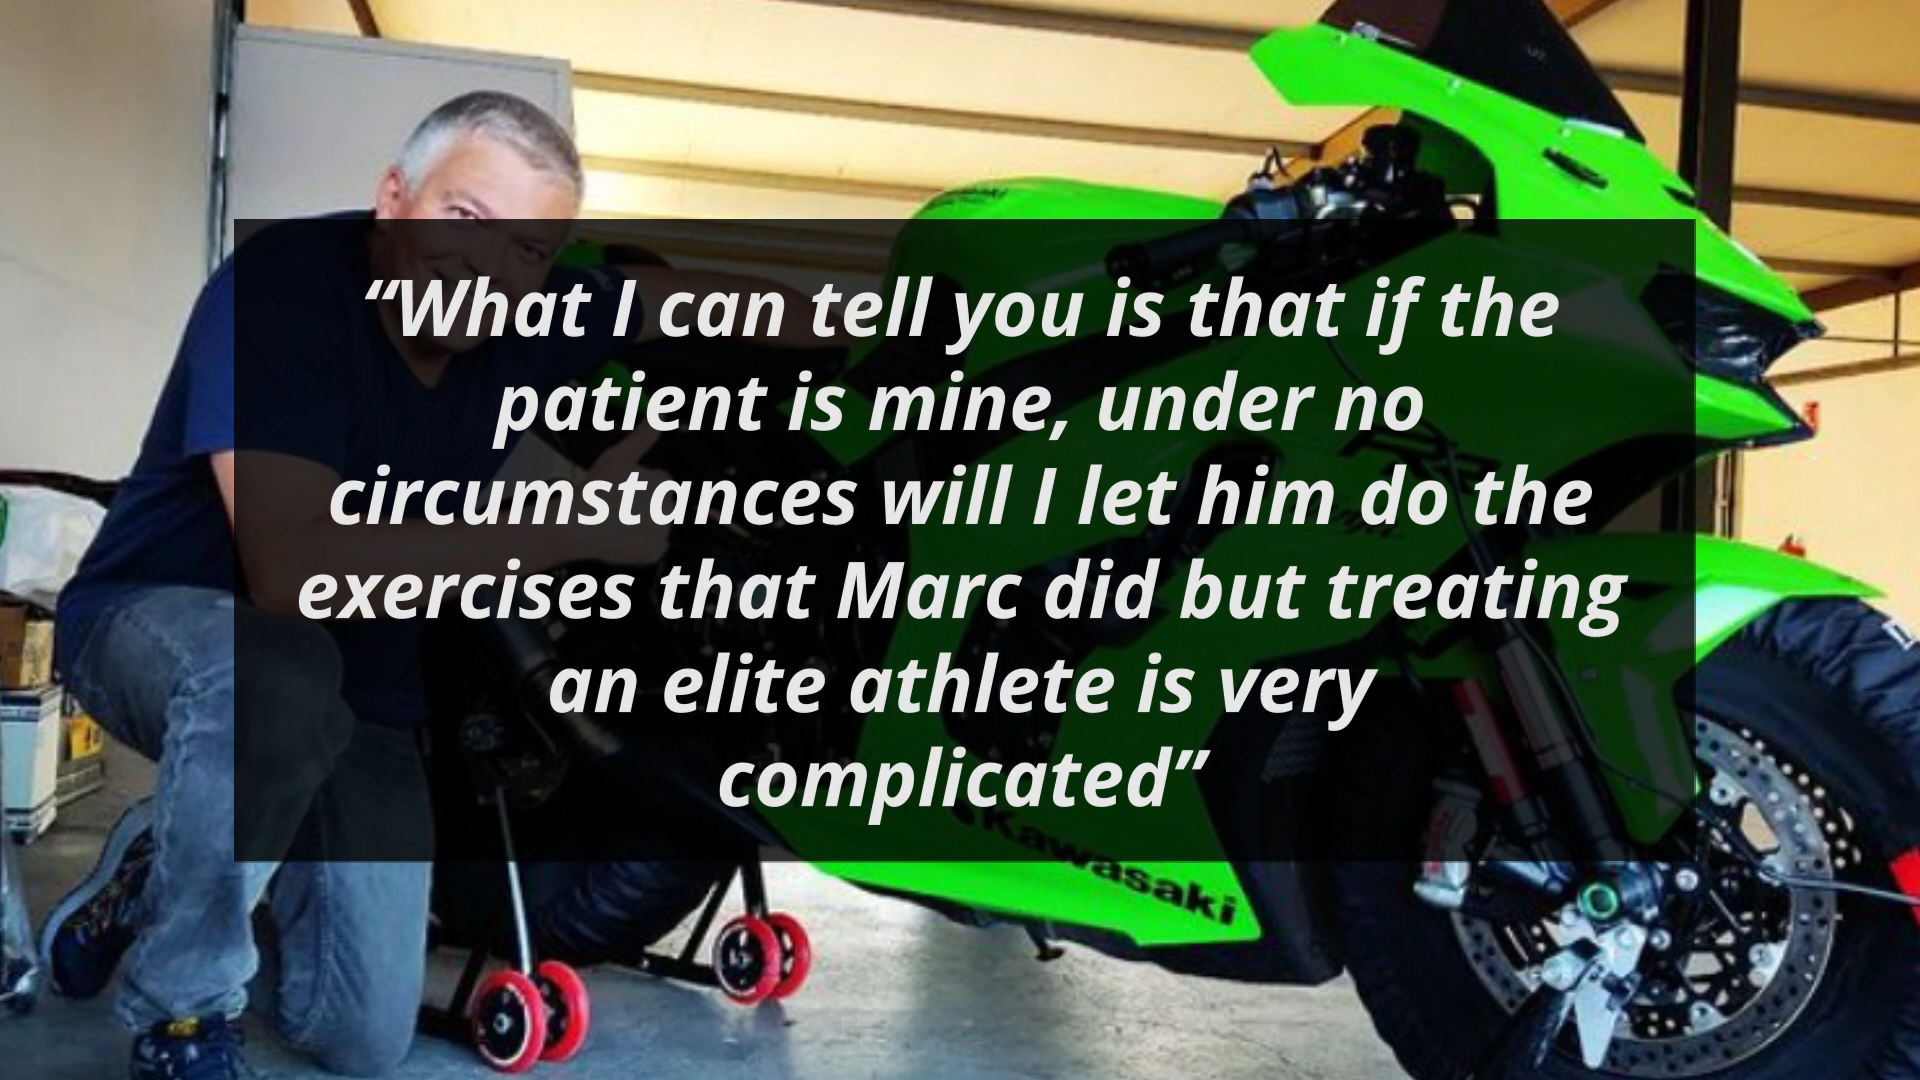 “What I can tell you is that if the
patient is mine, under no
circumstances will I let him do the
exercises that Marc did but treating
an elite athlete is very
complicated”
Kawasaki